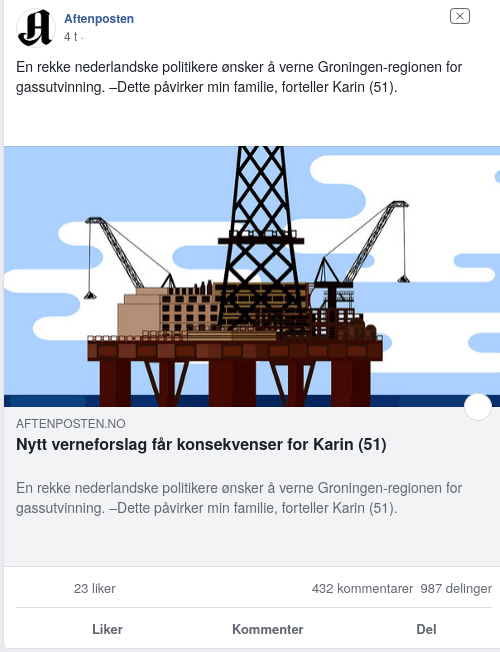 Aftenposten
4 t ·
En rekke nederlandske politikere ønsker å verne Groningen-regionen for
gassutvinning. –Dette påvirker min familie, forteller Karin (51).
AFTENPOSTEN.NO
Nytt verneforslag får konsekvenser for Karin (51)
En rekke nederlandske politikere ønsker å verne Groningen-regionen for
gassutvinning. –Dette påvirker min familie, forteller Karin (51).
23 liker 432 kommentarer 987 delinger
Liker Kommenter Del